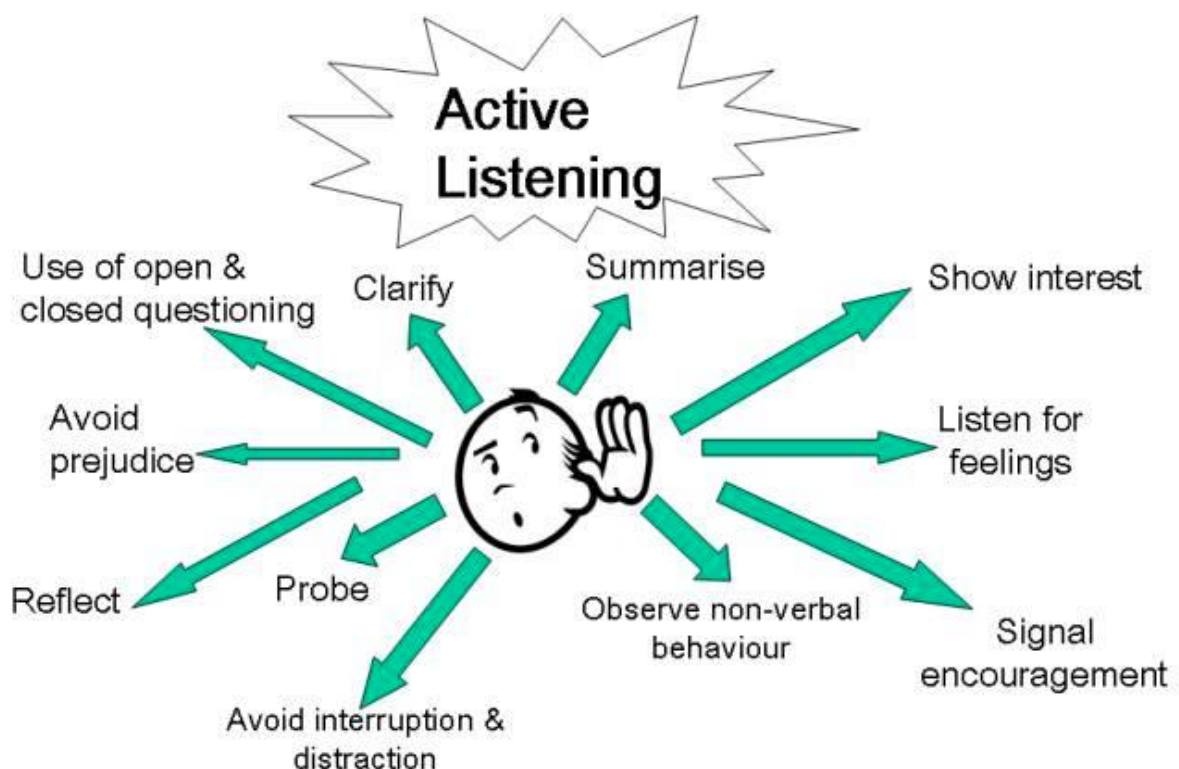 Active
Listening
Use of open &
closed questioning
Clarify
Summarise
Show interest
Avoid
prejudice
Listen for
feelings
Reflect
Probe
Observe non-verbal
behaviour
Signal
encouragement
Avoid interruption &
distraction